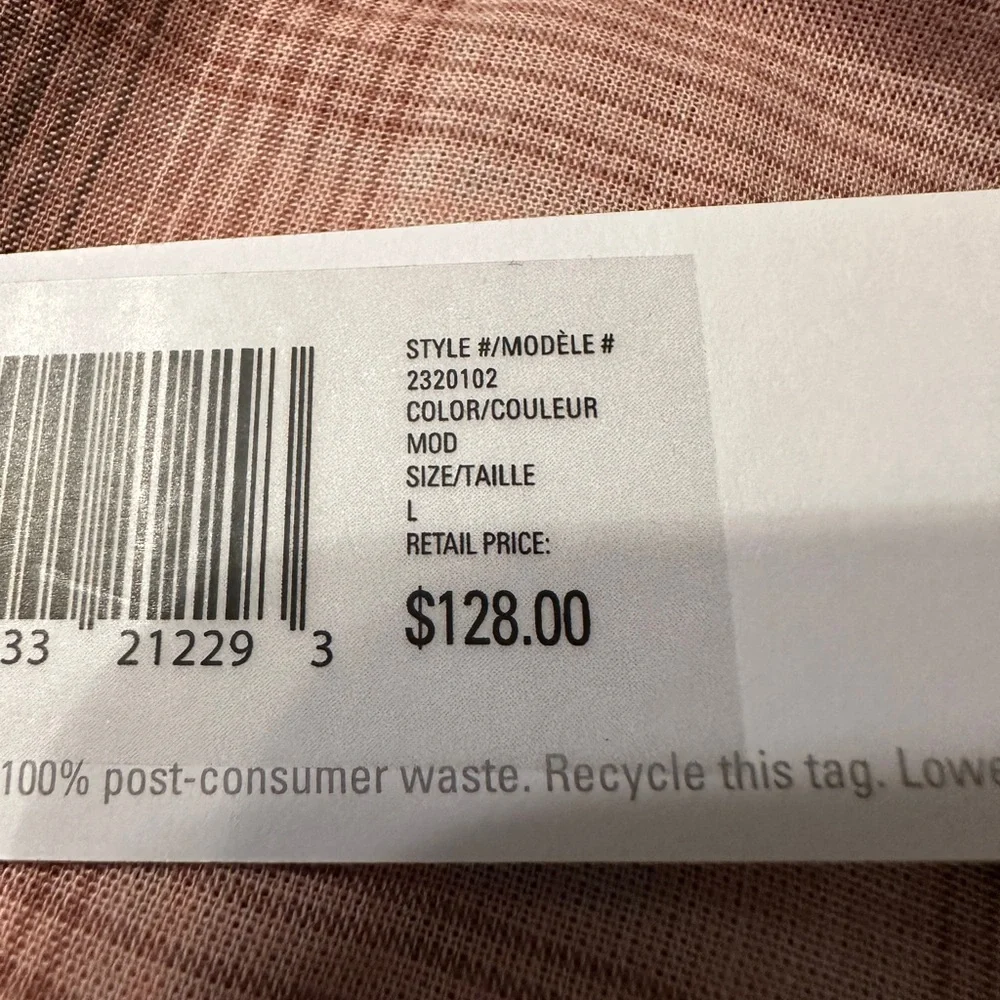 STYLE #/MODÈLE #
2320102
COLOR/COULEUR
MOD
SIZE/TAILLE
L
RETAIL PRICE:
$128.00
33 21229 3
100% post-consumer waste. Recycle this tag. Lowe